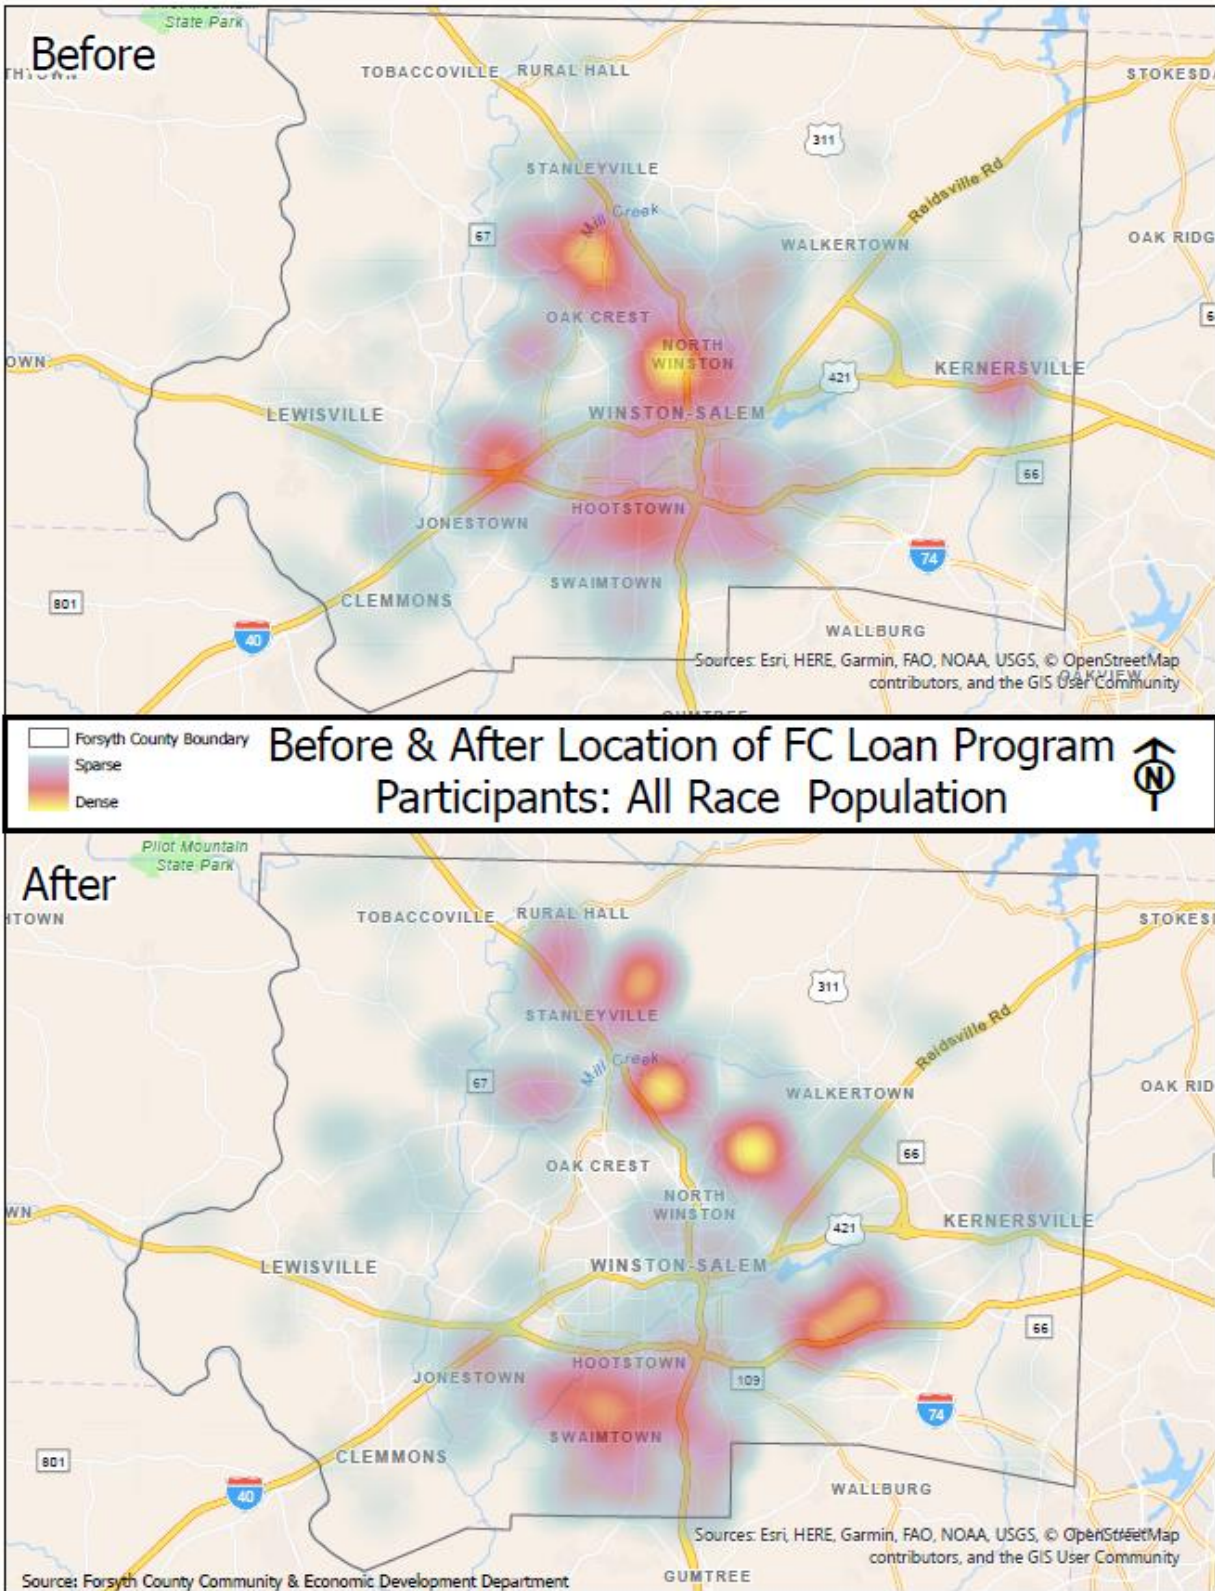 Pilot Mountain
State Park
Before
TOBACCOVILLE
RURAL HALL
311
STANLEYVILLE
Reidsville Rd
Mill Creek
67
WALKERTOWN
OAK CREST
NORTH
WINSTON
421
KERNERSVILLE
LEWISVILLE
WINSTON-SALEM
66
JONESTOWN
HOOTSTOWN
74
SWAIMTOWN
801
CLEMMONS
40
WALLBURG
Sources: Esri, HERE, Garmin, FAO, NOAA, USGS, © OpenStreetMap
contributors, and the GIS User Community
Forsyth County Boundary
Sparse
Dense
Before & After Location of FC Loan Program
Participants: All Race Population
N
Pilot Mountain
State Park
After
HTOWN
TOBACCOVILLE
RURAL HALL
311
STANLEYVILLE
Reidsville Rd
Mill Creek
67
WALKERTOWN
OAK RID
66
OAK CREST
NORTH
WINSTON
WN
421
KERNERSVILLE
LEWISVILLE
WINSTON-SALEM
66
HOOTSTOWN
JONESTOWN
109
74
SWAIMTOWN
CLEMMONS
801
40
WALLBURG
Sources: Esri, HERE, Garmin, FAO, NOAA, USGS, © OpenStreetMap
contributors, and the GIS User Community
Source: Forsyth County Community & Economic Development Department
GUMTREE